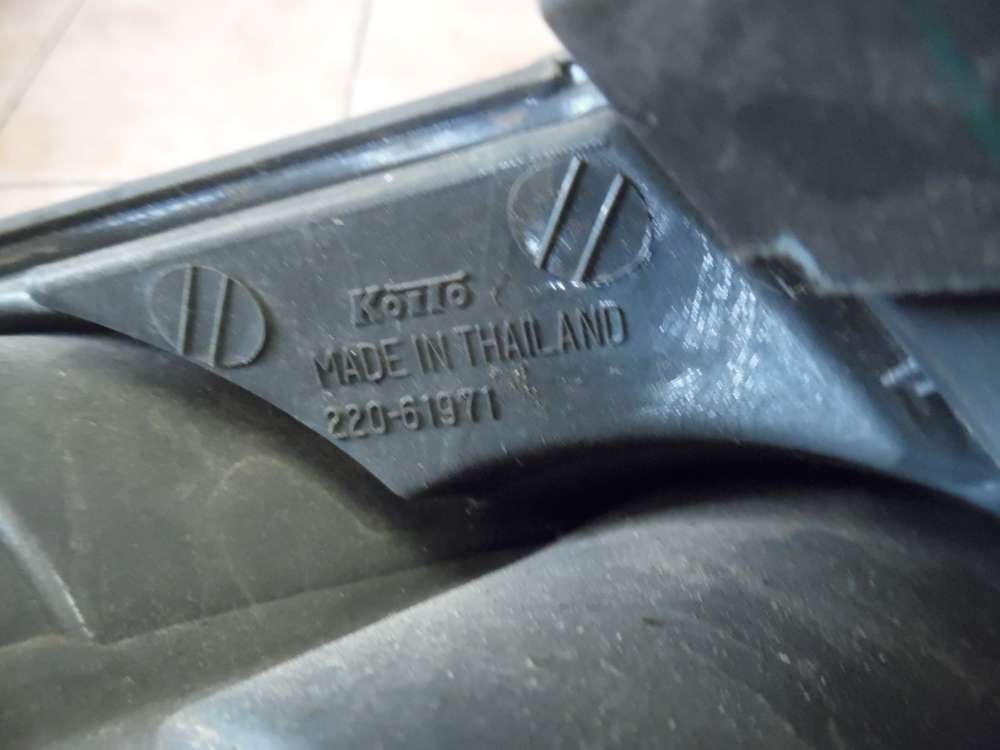 KOITO
MADE IN THAILAND
220-61971